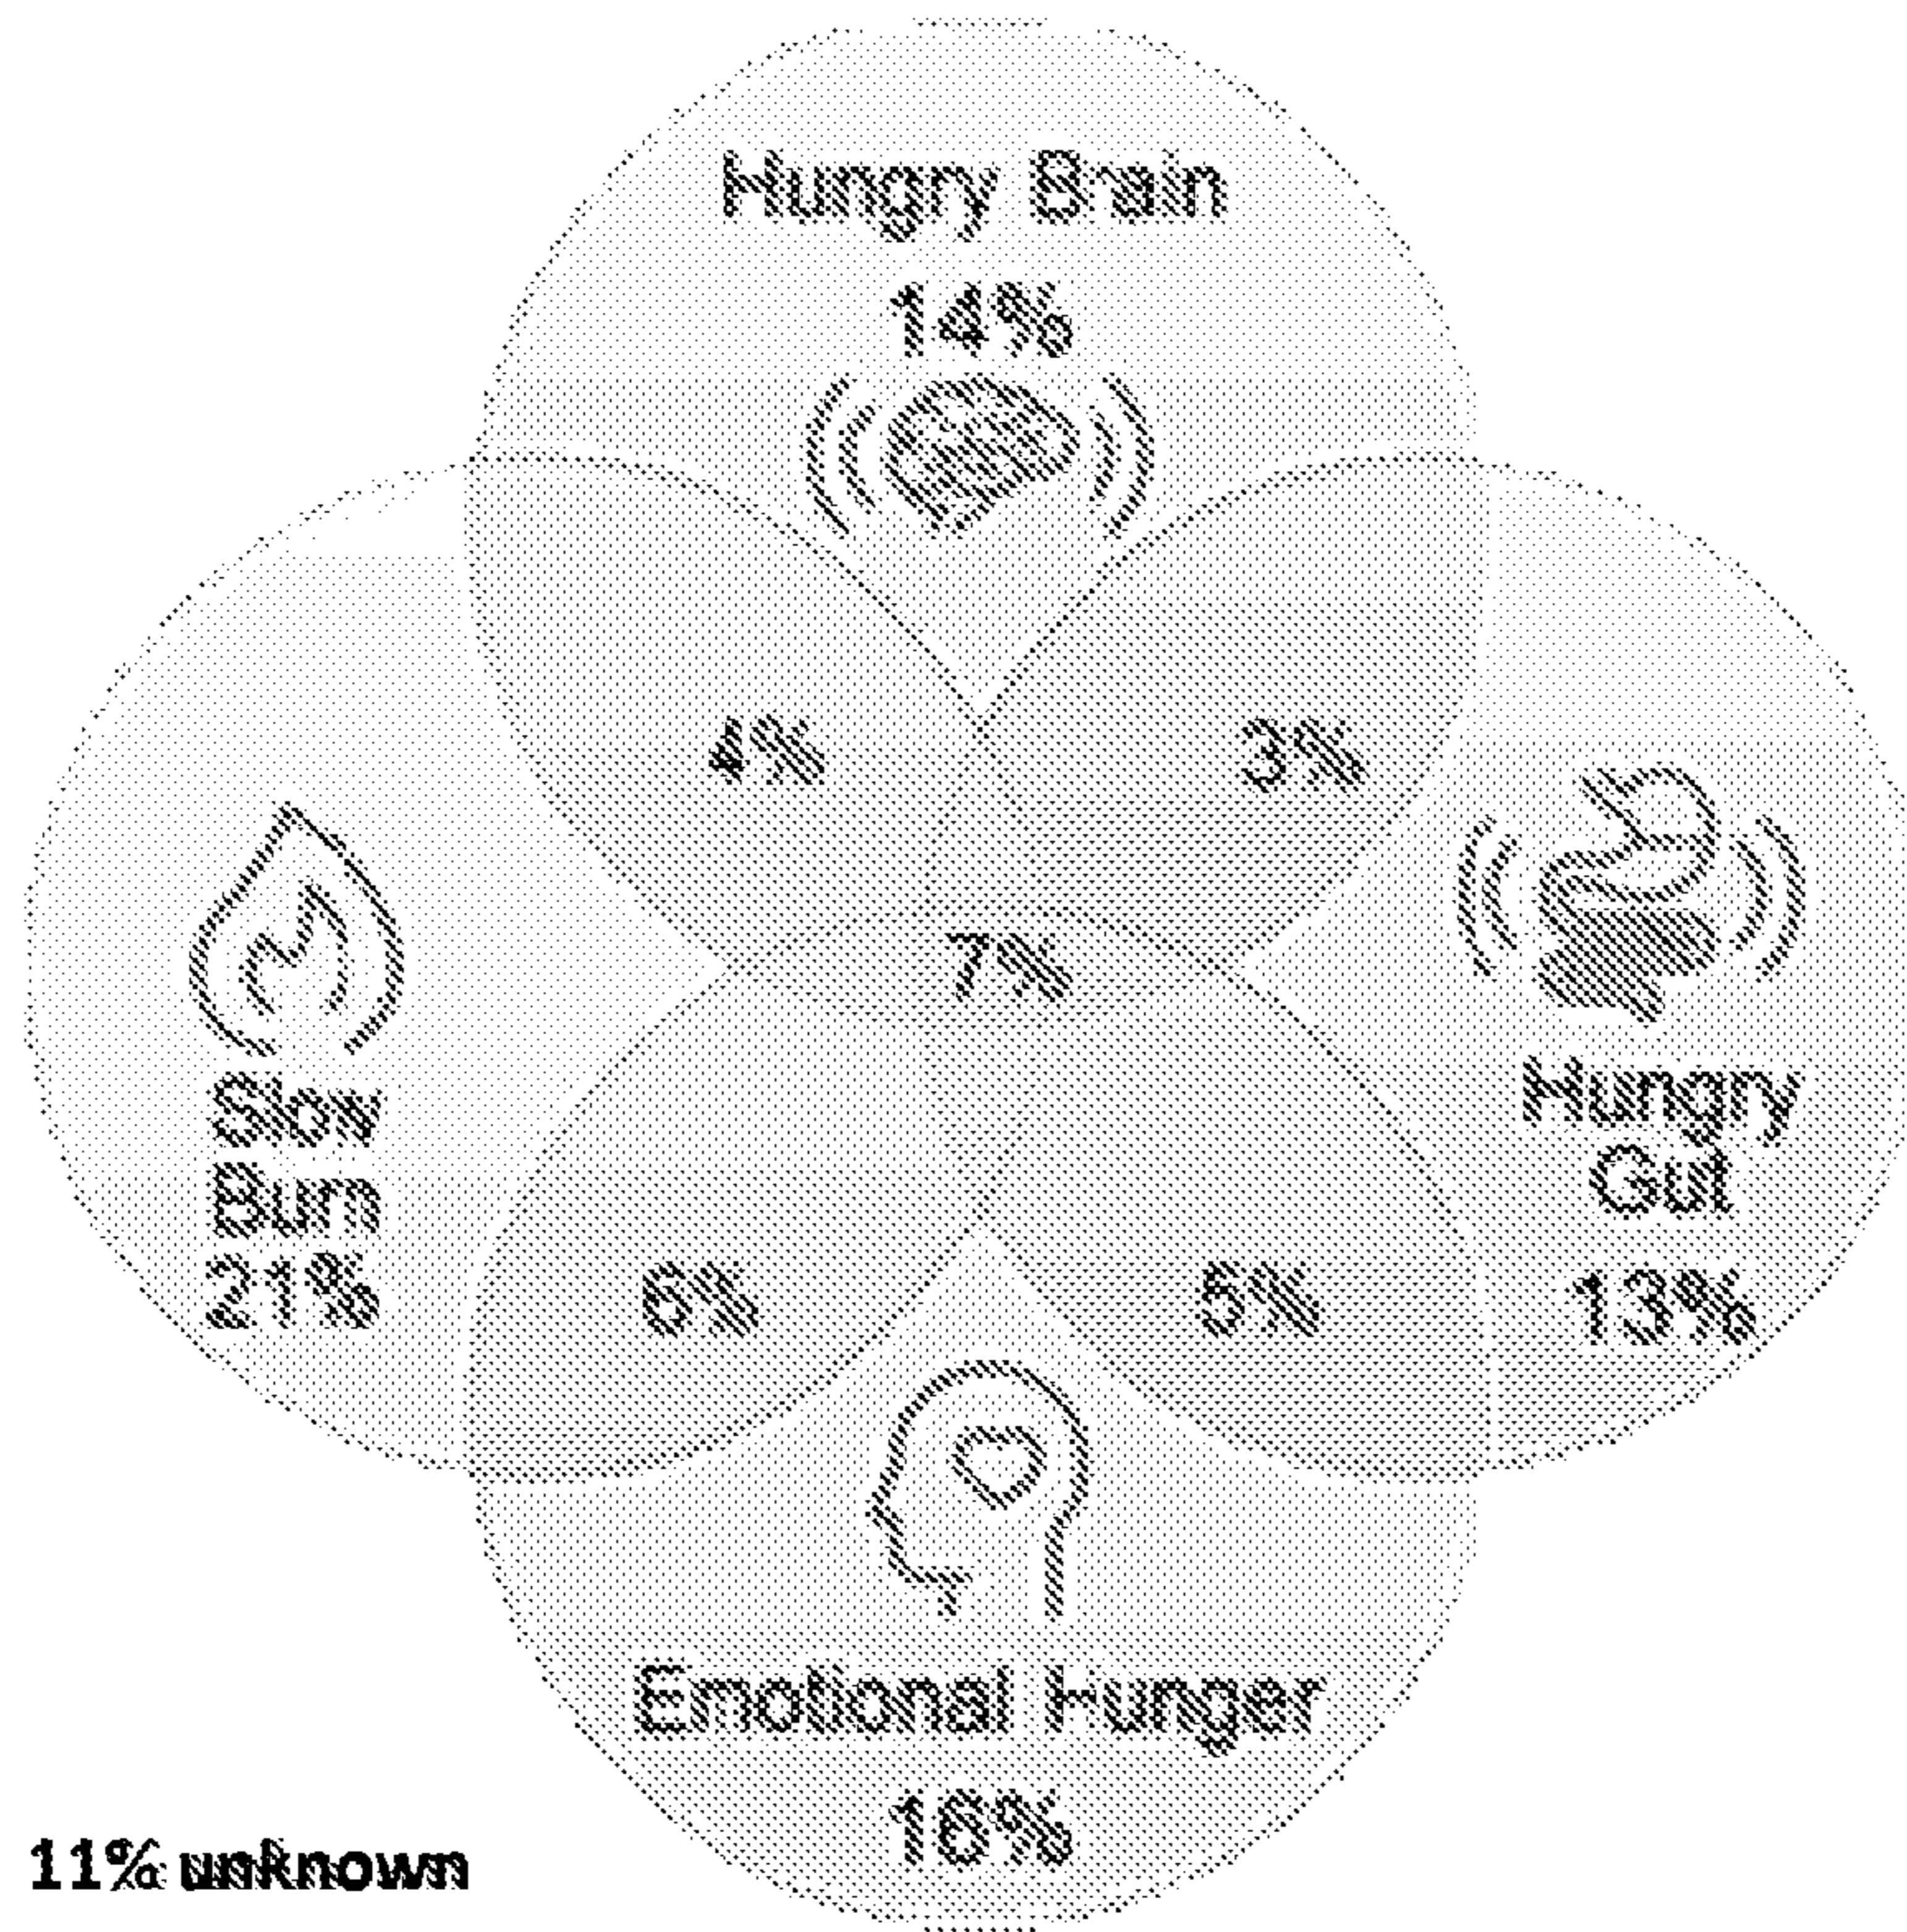 Hungry Brain
14%
4%
3%
7%
Slow
Burn
21%
Hungry
Gut
13%
6%
5%
Emotional Hunger
16%
11% unknown